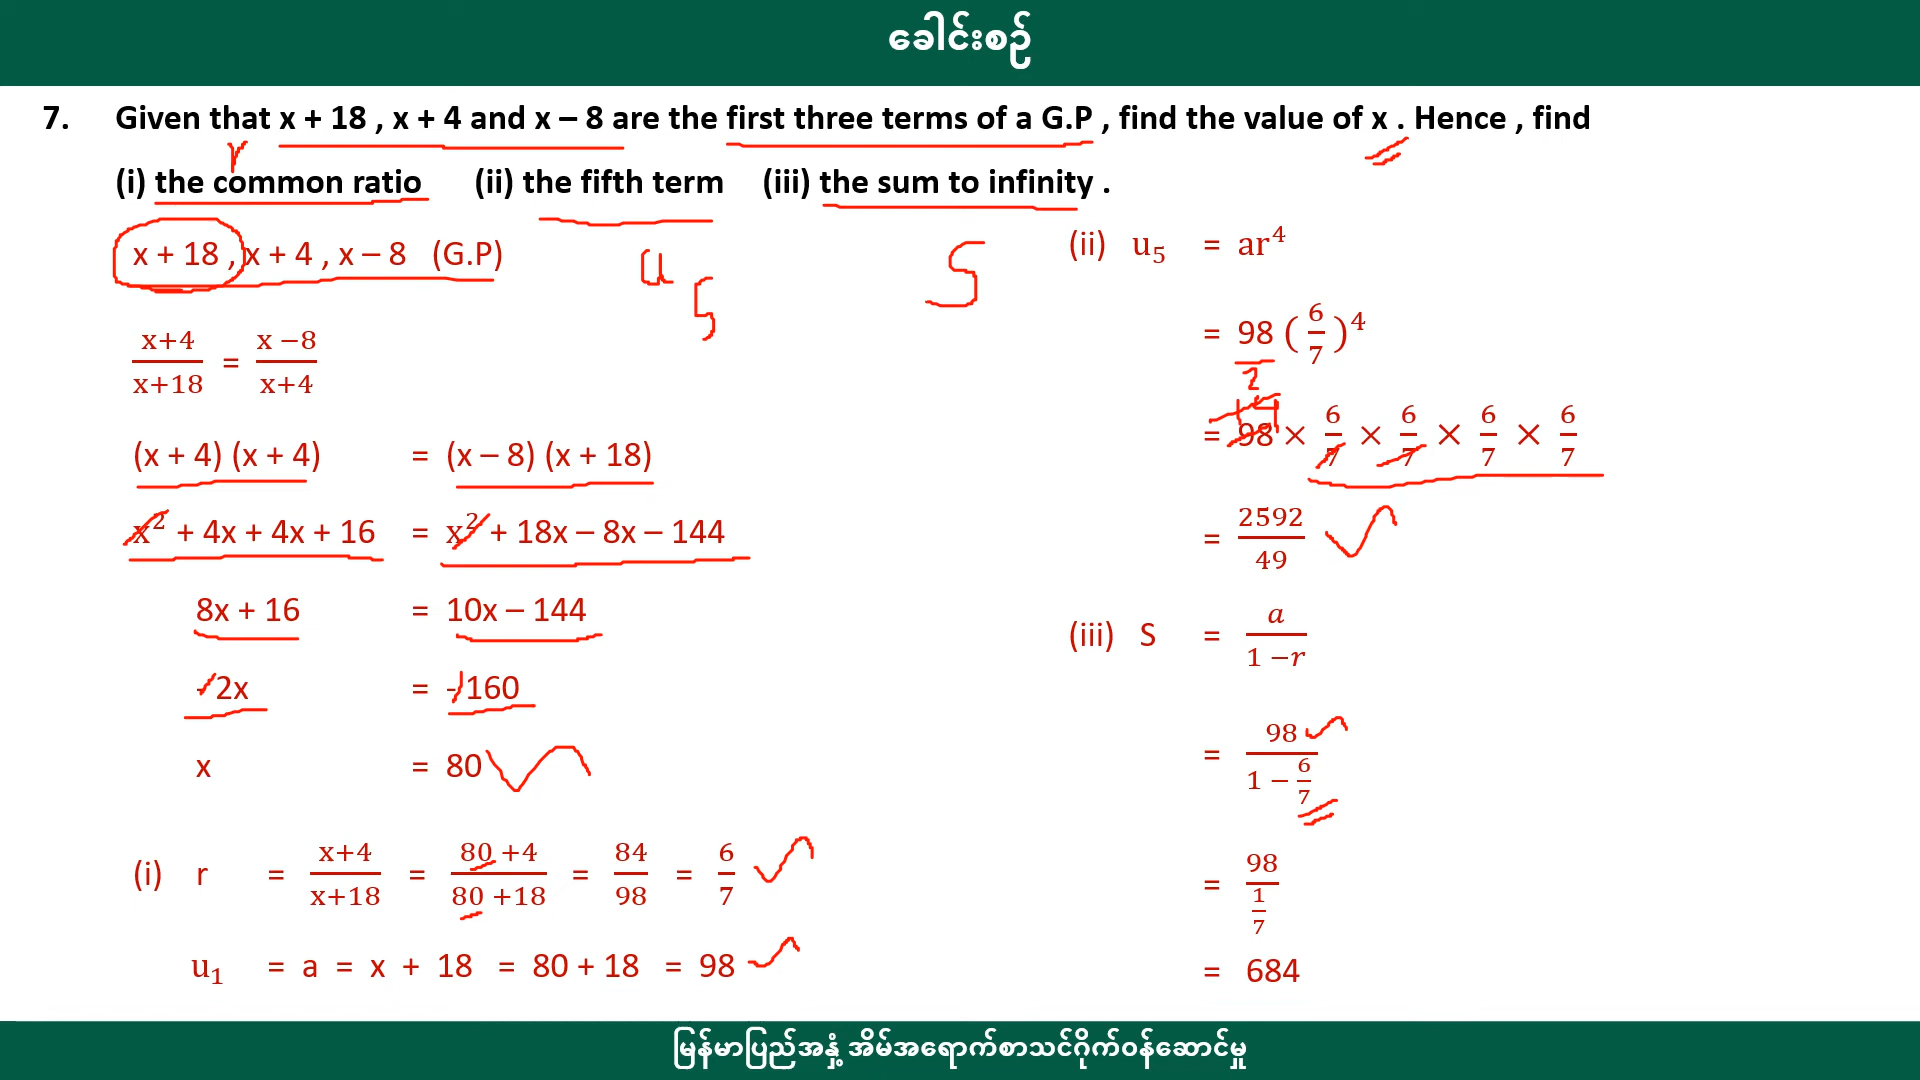 ခေါင်းစဉ်
7. Given that x + 18 , x + 4 and x – 8 are the first three terms of a G.P , find the value of x . Hence , find
r
(i) the common ratio (ii) the fifth term (iii) the sum to infinity .
x + 18 , x + 4 , x – 8 (G.P)
u 5
S
x+4/x+18 = x –8/x+4
(x + 4) (x + 4) = (x – 8) (x + 18)
x² + 4x + 4x + 16 = x² + 18x – 8x – 144
8x + 16 = 10x – 144
- 2x = - 160
x = 80
(i) r = x+4/x+18 = 80 +4/80 +18 = 84/98 = 6/7
u₁ = a = x + 18 = 80 + 18 = 98
(ii) u₅ = ar⁴
= 98 (6/7)⁴
2
14
= 98 × 6/7 × 6/7 × 6/7 × 6/7
= 2592/49
(iii) S = a/1 –r
= 98/1 – 6/7
= 98/1/7
= 684
မြန်မာပြည်အနှံ့ အိမ်အရောက်စာသင်ဂိုက်ဝန်ဆောင်မှု